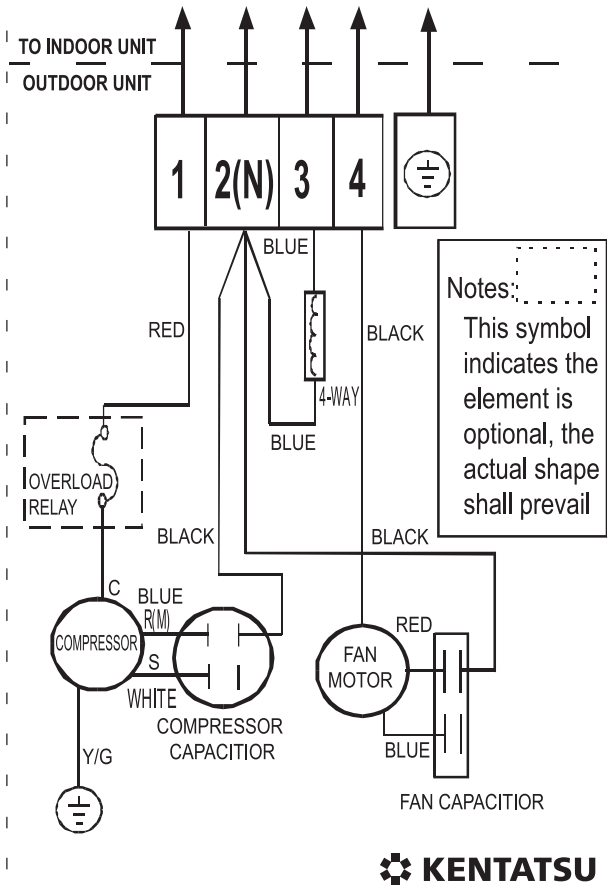 TO INDOOR UNIT
OUTDOOR UNIT
1
2(N)
3
4
BLUE
RED
BLACK
4-WAY
BLUE
Notes:
This symbol
indicates the
element is
optional, the
actual shape
shall prevail
OVERLOAD
RELAY
BLACK
BLACK
C
BLUE
R(M)
COMPRESSOR
S
WHITE
COMPRESSOR
CAPACITIOR
RED
FAN
MOTOR
BLUE
Y/G
FAN CAPACITIOR
KENTATSU